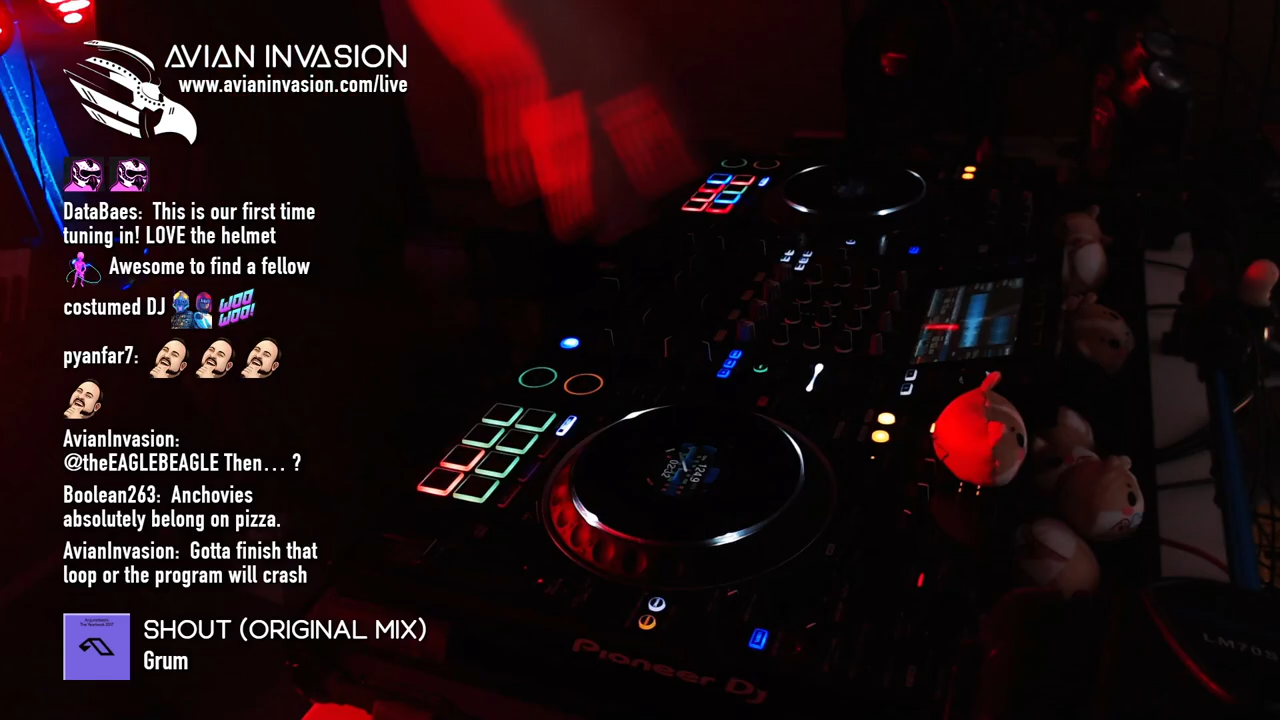 AVIAN INVASION
www.avianinvasion.com/live
DataBaes: This is our first time
tuning in! LOVE the helmet
Awesome to find a fellow
costumed DJ WOO
WOO!
pyanfar7:
AvianInvasion:
@theEAGLEBEAGLE Then... ?
Boolean263: Anchovies
absolutely belong on pizza.
AvianInvasion: Gotta finish that
loop or the program will crash
SHOUT (ORIGINAL MIX)
Grum
Pioneer DJ